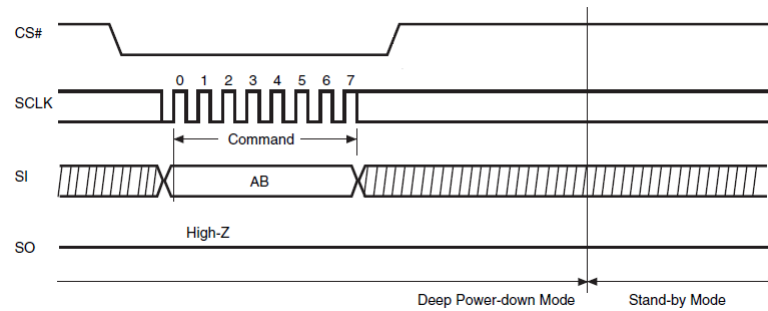 CS#
0 1 2 3 4 5 6 7
SCLK
Command
SI
AB
High-Z
SO
Deep Power-down Mode
Stand-by Mode